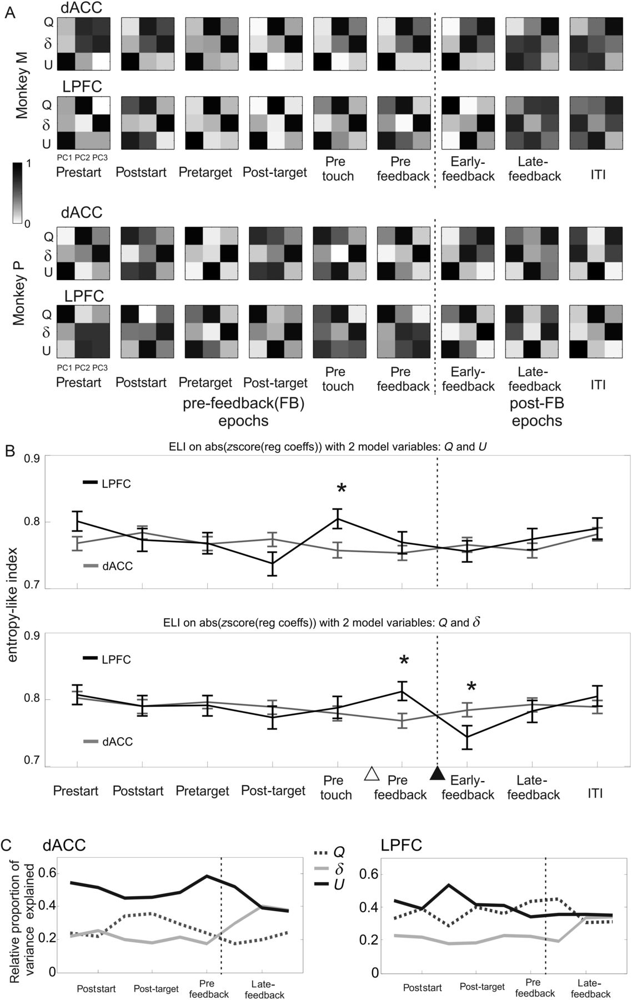 A
dACC
Monkey M
Q
δ
U
LPFC
Q
δ
U
PC1 PC2 PC3
Prestart Poststart Pretarget Post-target Pre touch Pre feedback Early-feedback Late-feedback ITI
1
0
dACC
Monkey P
Q
δ
U
LPFC
Q
δ
U
PC1 PC2 PC3
Prestart Poststart Pretarget Post-target Pre touch Pre feedback Early-feedback Late-feedback ITI
pre-feedback(FB) epochs
post-FB epochs
B
ELI on abs(zscore(reg coeffs)) with 2 model variables: Q and U
entropy-like index
0.9
LPFC
*
0.8
dACC
0.7
ELI on abs(zscore(reg coeffs)) with 2 model variables: Q and δ
0.9
LPFC
*
*
0.8
dACC
0.7
Prestart Poststart Pretarget Post-target Pre touch Pre feedback Early-feedback Late-feedback ITI
C
dACC
Relative proportion of variance explained
0.6
0.4
0.2
0
Poststart Post-target Pre feedback Late-feedback
Q
δ
U
LPFC
0.6
0.4
0.2
0
Poststart Post-target Pre feedback Late-feedback